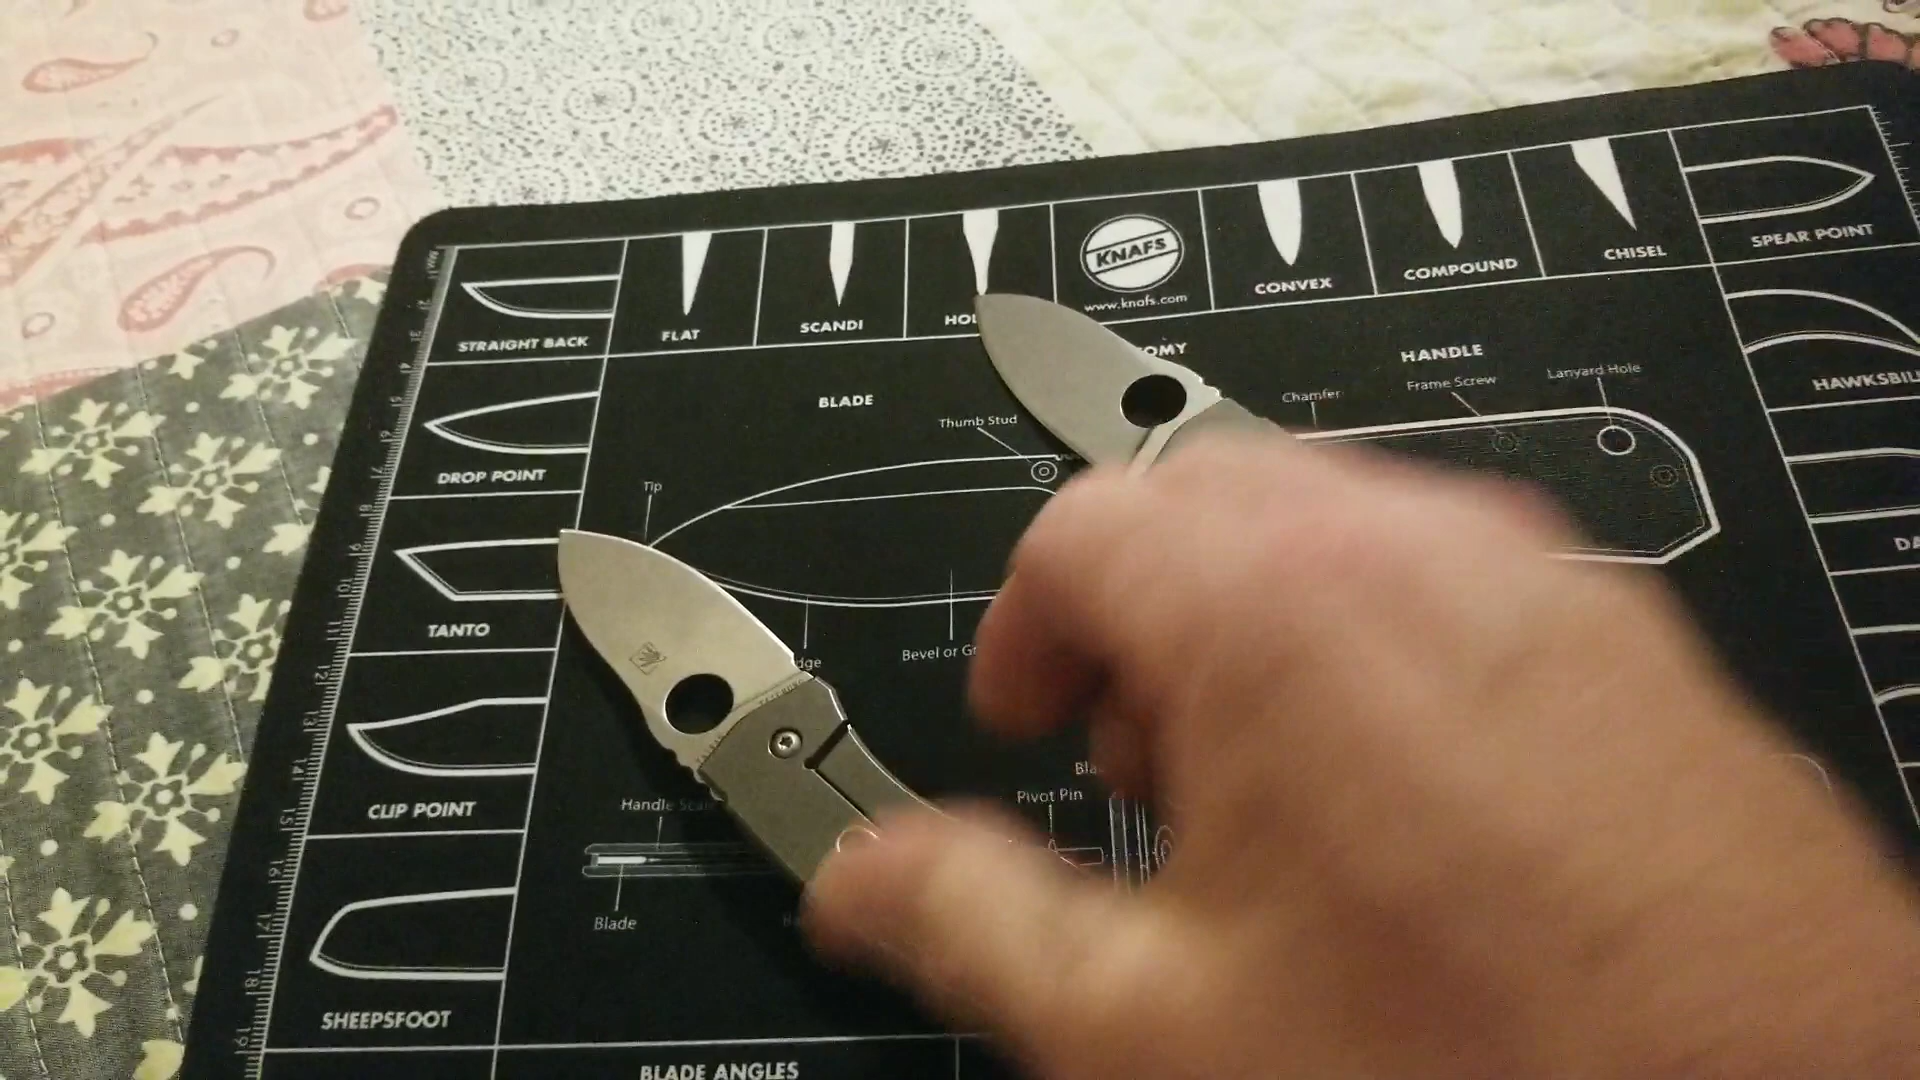 STRAIGHT BACK
FLAT
SCANDI
KNAFS
www.knafs.com
CONVEX
COMPOUND
CHISEL
SPEAR POINT
DROP POINT
BLADE
HANDLE
Thumb Stud
Chamfer
Frame Screw
Lanyard Hole
Tip
TANTO
Bevel or
CLIP POINT
Handle
Pivot Pin
Blade
SHEEPSFOOT
BLADE ANGLES